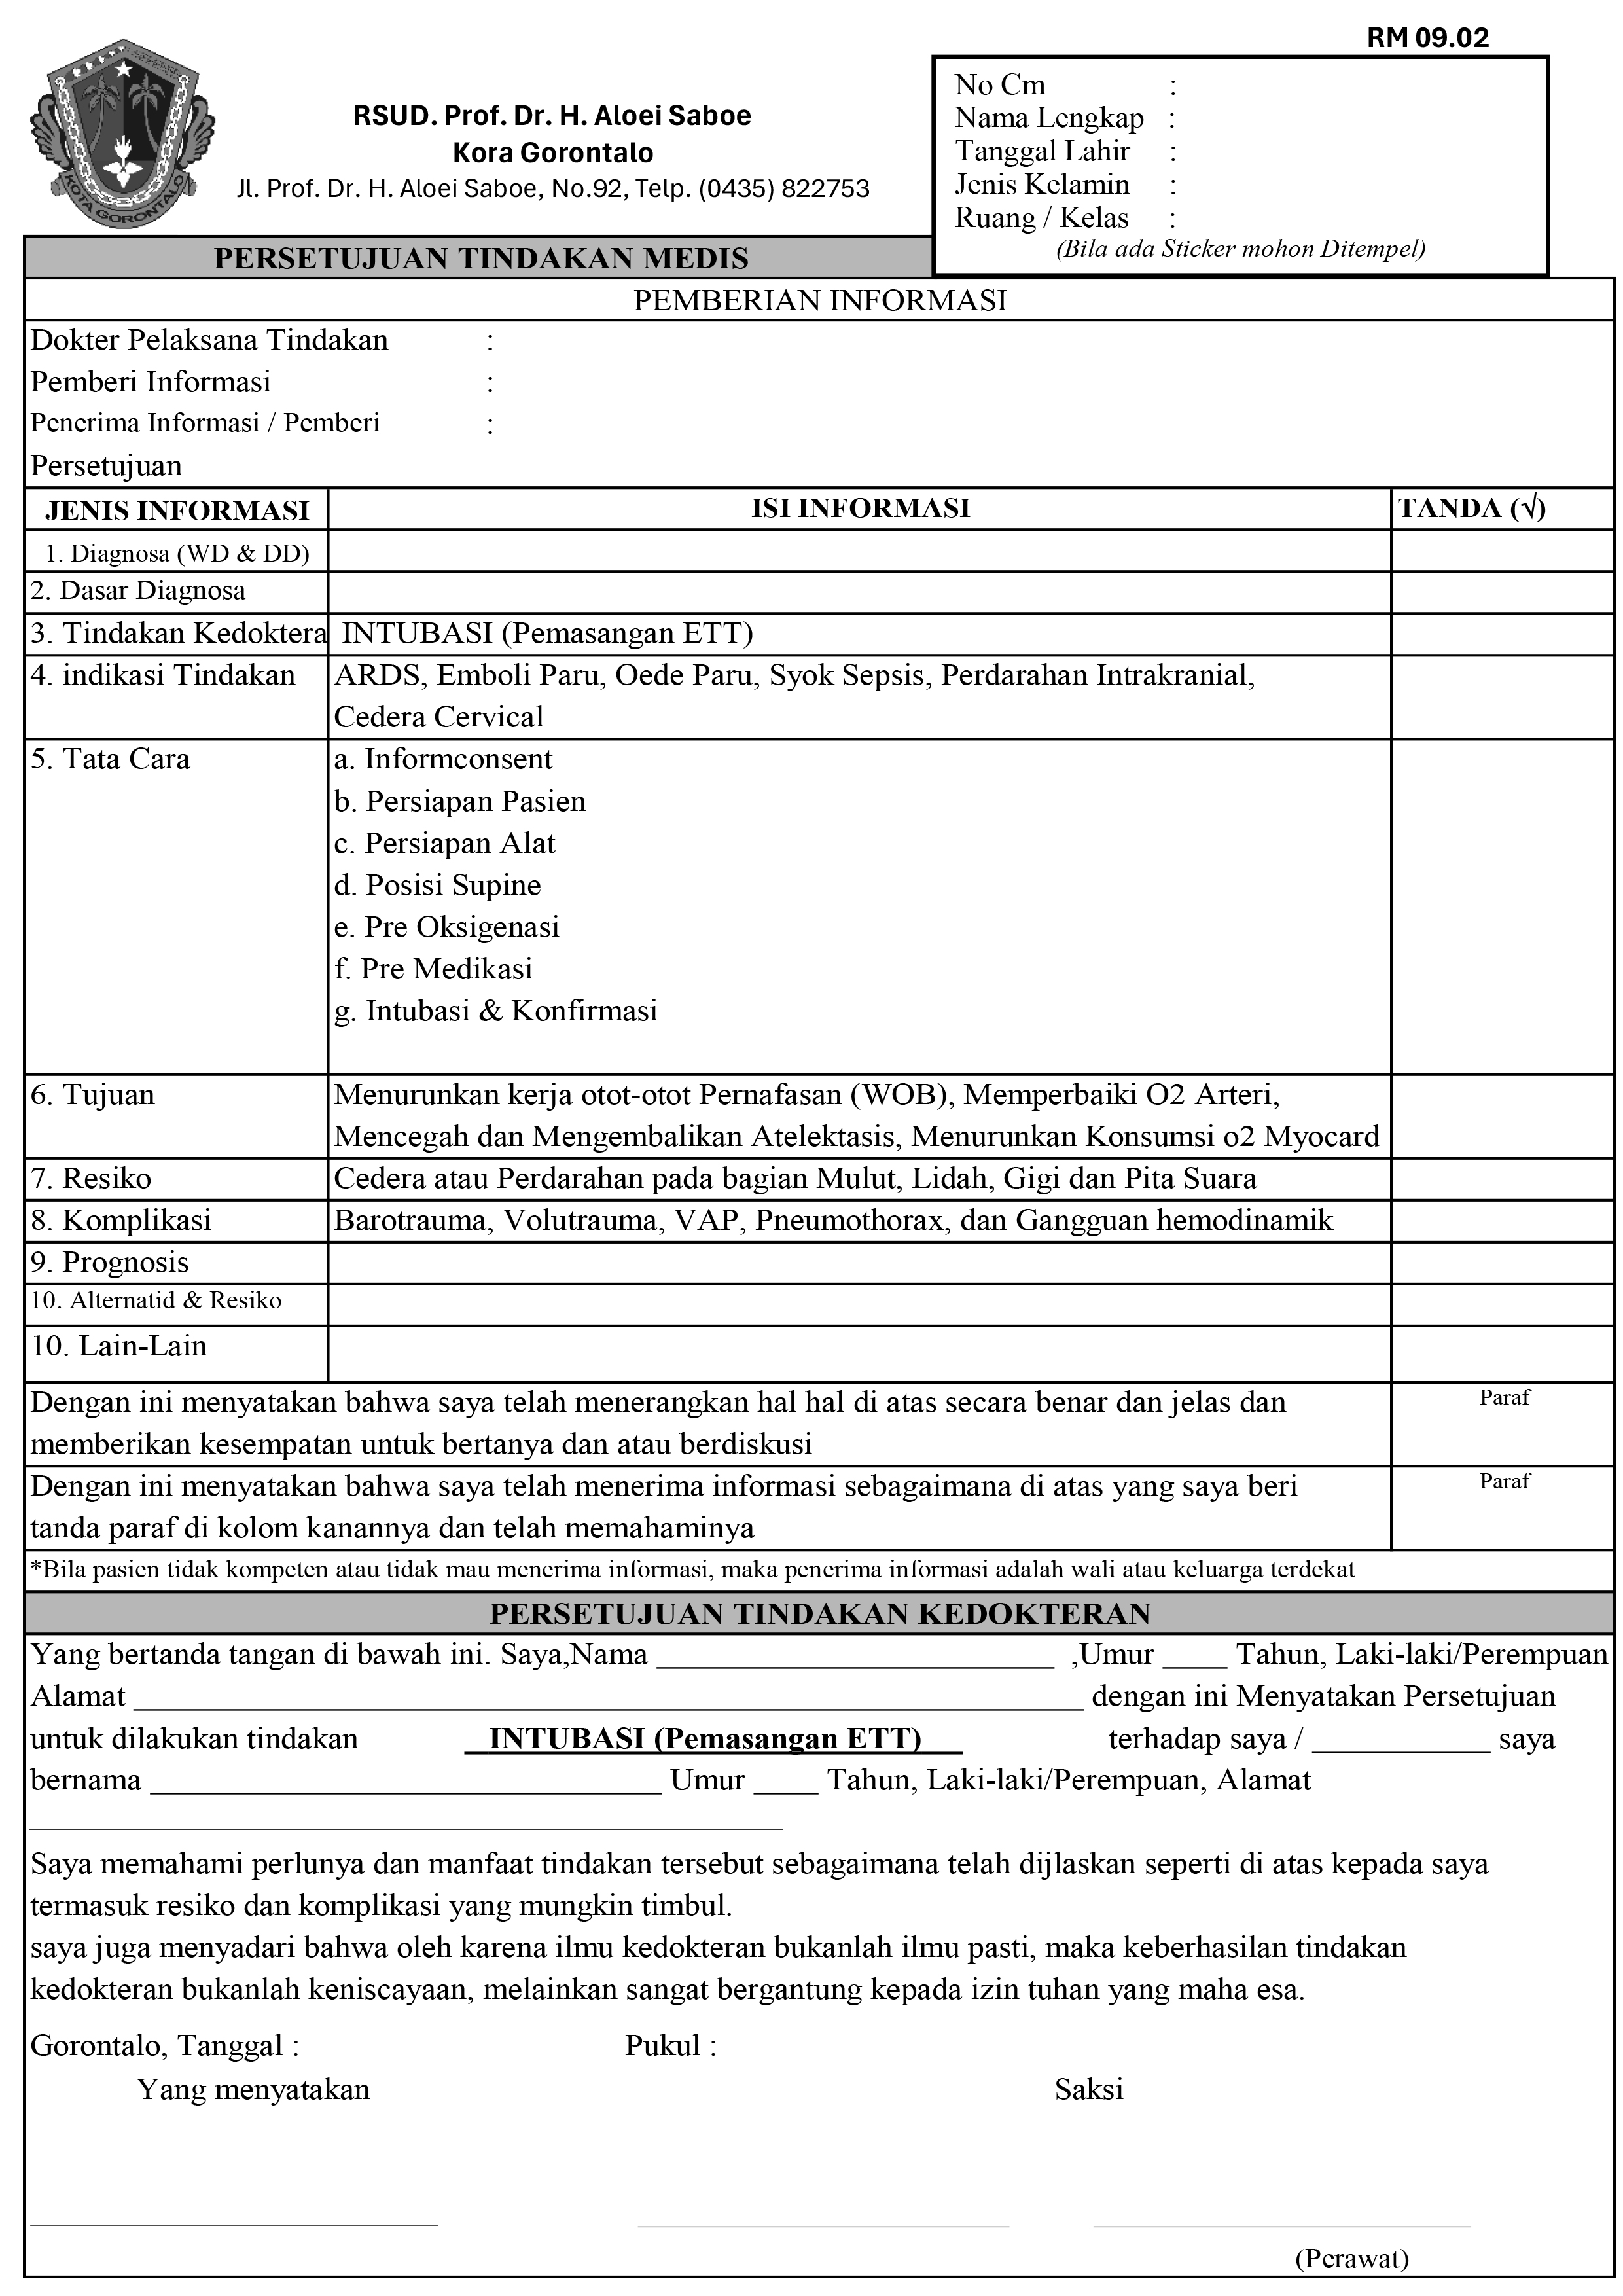 RM 09.02
KOTA GORONTALO
RSUD. Prof. Dr. H. Aloei Saboe
Kora Gorontalo
Jl. Prof. Dr. H. Aloei Saboe, No.92, Telp. (0435) 822753
No Cm :
Nama Lengkap :
Tanggal Lahir :
Jenis Kelamin :
Ruang / Kelas :
(Bila ada Sticker mohon Ditempel)
PERSETUJUAN TINDAKAN MEDIS
PEMBERIAN INFORMASI
Dokter Pelaksana Tindakan :
Pemberi Informasi :
Penerima Informasi / Pemberi :
Persetujuan
JENIS INFORMASI ISI INFORMASI TANDA (√)
1. Diagnosa (WD & DD)
2. Dasar Diagnosa
3. Tindakan Kedoktera INTUBASI (Pemasangan ETT)
4. indikasi Tindakan ARDS, Emboli Paru, Oede Paru, Syok Sepsis, Perdarahan Intrakranial,
Cedera Cervical
5. Tata Cara a. Informconsent
b. Persiapan Pasien
c. Persiapan Alat
d. Posisi Supine
e. Pre Oksigenasi
f. Pre Medikasi
g. Intubasi & Konfirmasi
6. Tujuan Menurunkan kerja otot-otot Pernafasan (WOB), Memperbaiki O2 Arteri,
Mencegah dan Mengembalikan Atelektasis, Menurunkan Konsumsi o2 Myocard
7. Resiko Cedera atau Perdarahan pada bagian Mulut, Lidah, Gigi dan Pita Suara
8. Komplikasi Barotrauma, Volutrauma, VAP, Pneumothorax, dan Gangguan hemodinamik
9. Prognosis
10. Alternatid & Resiko
10. Lain-Lain
Dengan ini menyatakan bahwa saya telah menerangkan hal hal di atas secara benar dan jelas dan Paraf
memberikan kesempatan untuk bertanya dan atau berdiskusi
Dengan ini menyatakan bahwa saya telah menerima informasi sebagaimana di atas yang saya beri Paraf
tanda paraf di kolom kanannya dan telah memahaminya
*Bila pasien tidak kompeten atau tidak mau menerima informasi, maka penerima informasi adalah wali atau keluarga terdekat
PERSETUJUAN TINDAKAN KEDOKTERAN
Yang bertanda tangan di bawah ini. Saya,Nama ____ ,Umur ____ Tahun, Laki-laki/Perempuan
Alamat ____ dengan ini Menyatakan Persetujuan
untuk dilakukan tindakan INTUBASI (Pemasangan ETT) terhadap saya / ____ saya
bernama ____ Umur ____ Tahun, Laki-laki/Perempuan, Alamat
____
Saya memahami perlunya dan manfaat tindakan tersebut sebagaimana telah dijlaskan seperti di atas kepada saya
termasuk resiko dan komplikasi yang mungkin timbul.
saya juga menyadari bahwa oleh karena ilmu kedokteran bukanlah ilmu pasti, maka keberhasilan tindakan
kedokteran bukanlah keniscayaan, melainkan sangat bergantung kepada izin tuhan yang maha esa.
Gorontalo, Tanggal : Pukul :
Yang menyatakan Saksi
(Perawat)